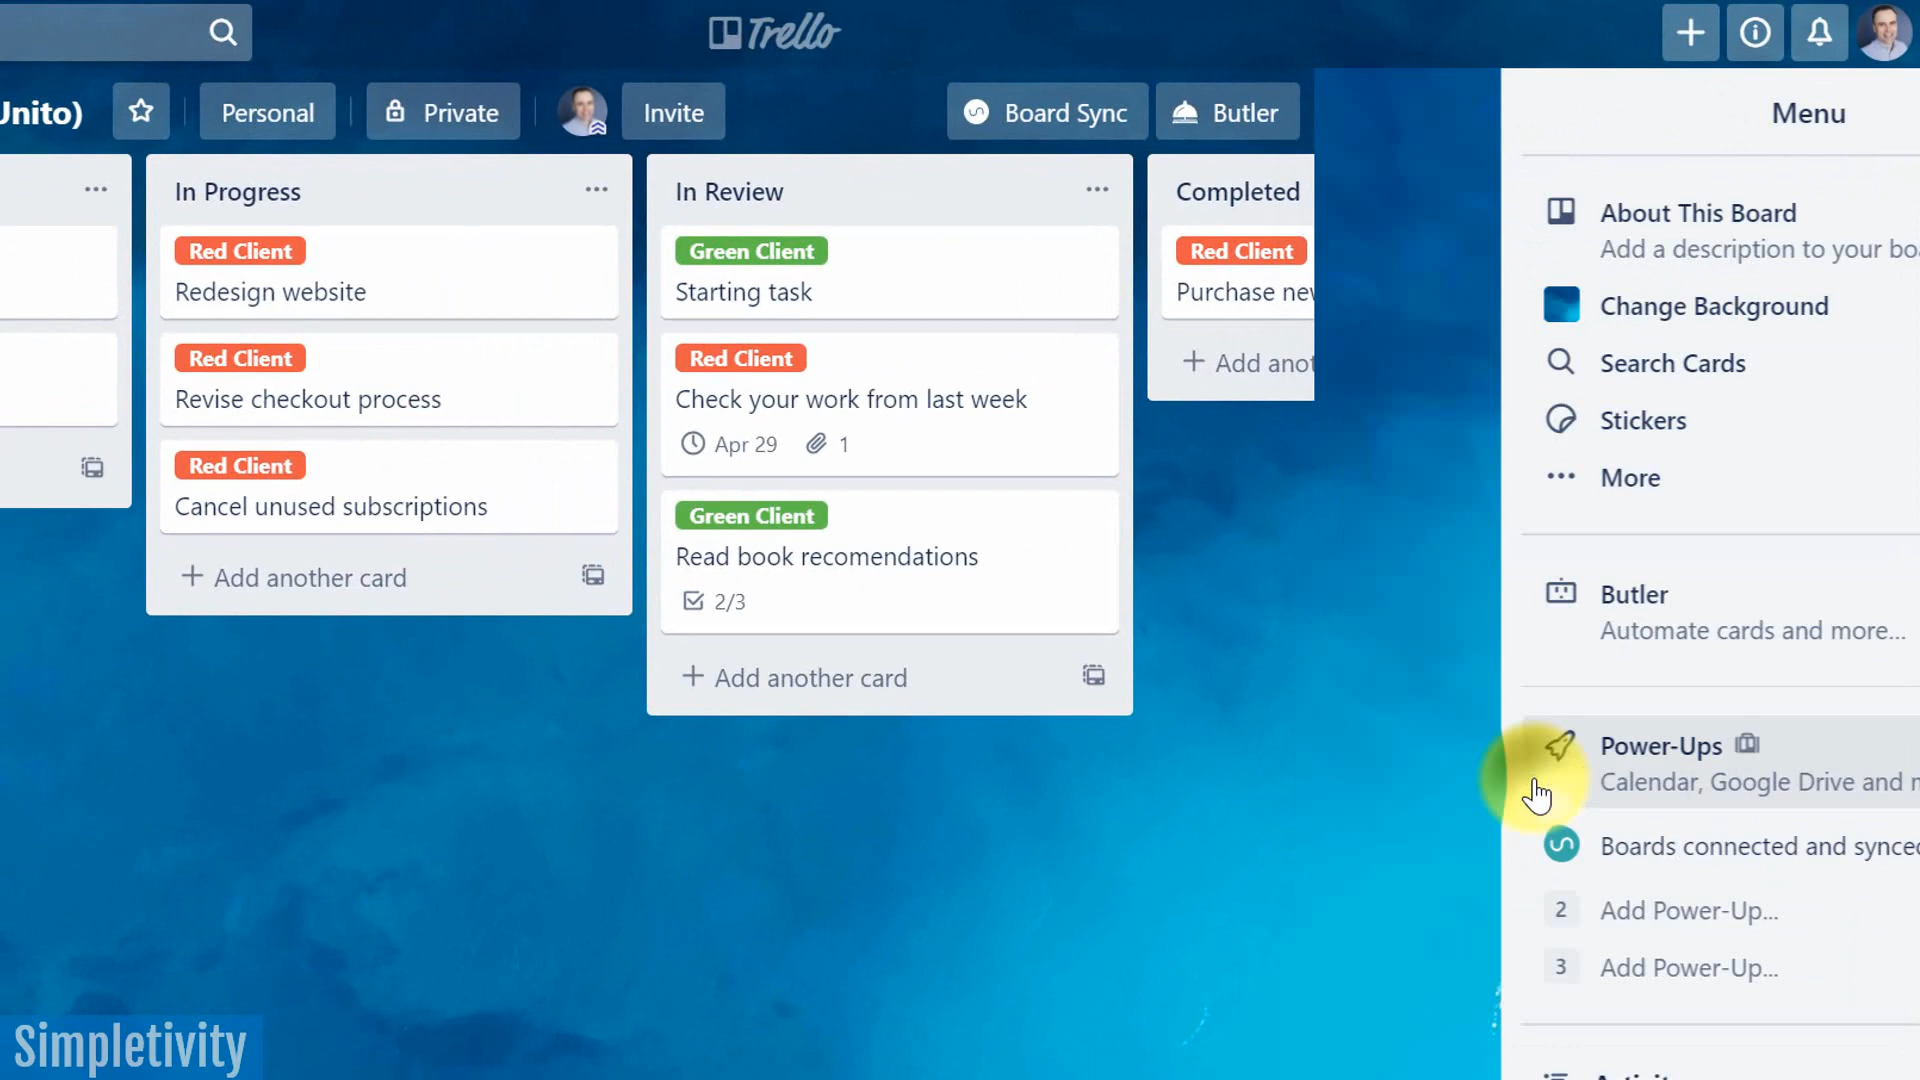 Trello
Unito)
Personal
Private
Invite
Board Sync
Butler
Menu
In Progress
Red Client
Redesign website
Red Client
Revise checkout process
Red Client
Cancel unused subscriptions
Add another card
In Review
Green Client
Starting task
Red Client
Check your work from last week
Apr 29 1
Green Client
Read book recomendations
2/3
Add another card
Completed
Red Client
Purchase new
Add anot
About This Board
Add a description to your bo
Change Background
Search Cards
Stickers
More
Butler
Automate cards and more...
Power-Ups
Calendar, Google Drive and m
Boards connected and synced
2 Add Power-Up...
3 Add Power-Up...
Activity
Simpletivity